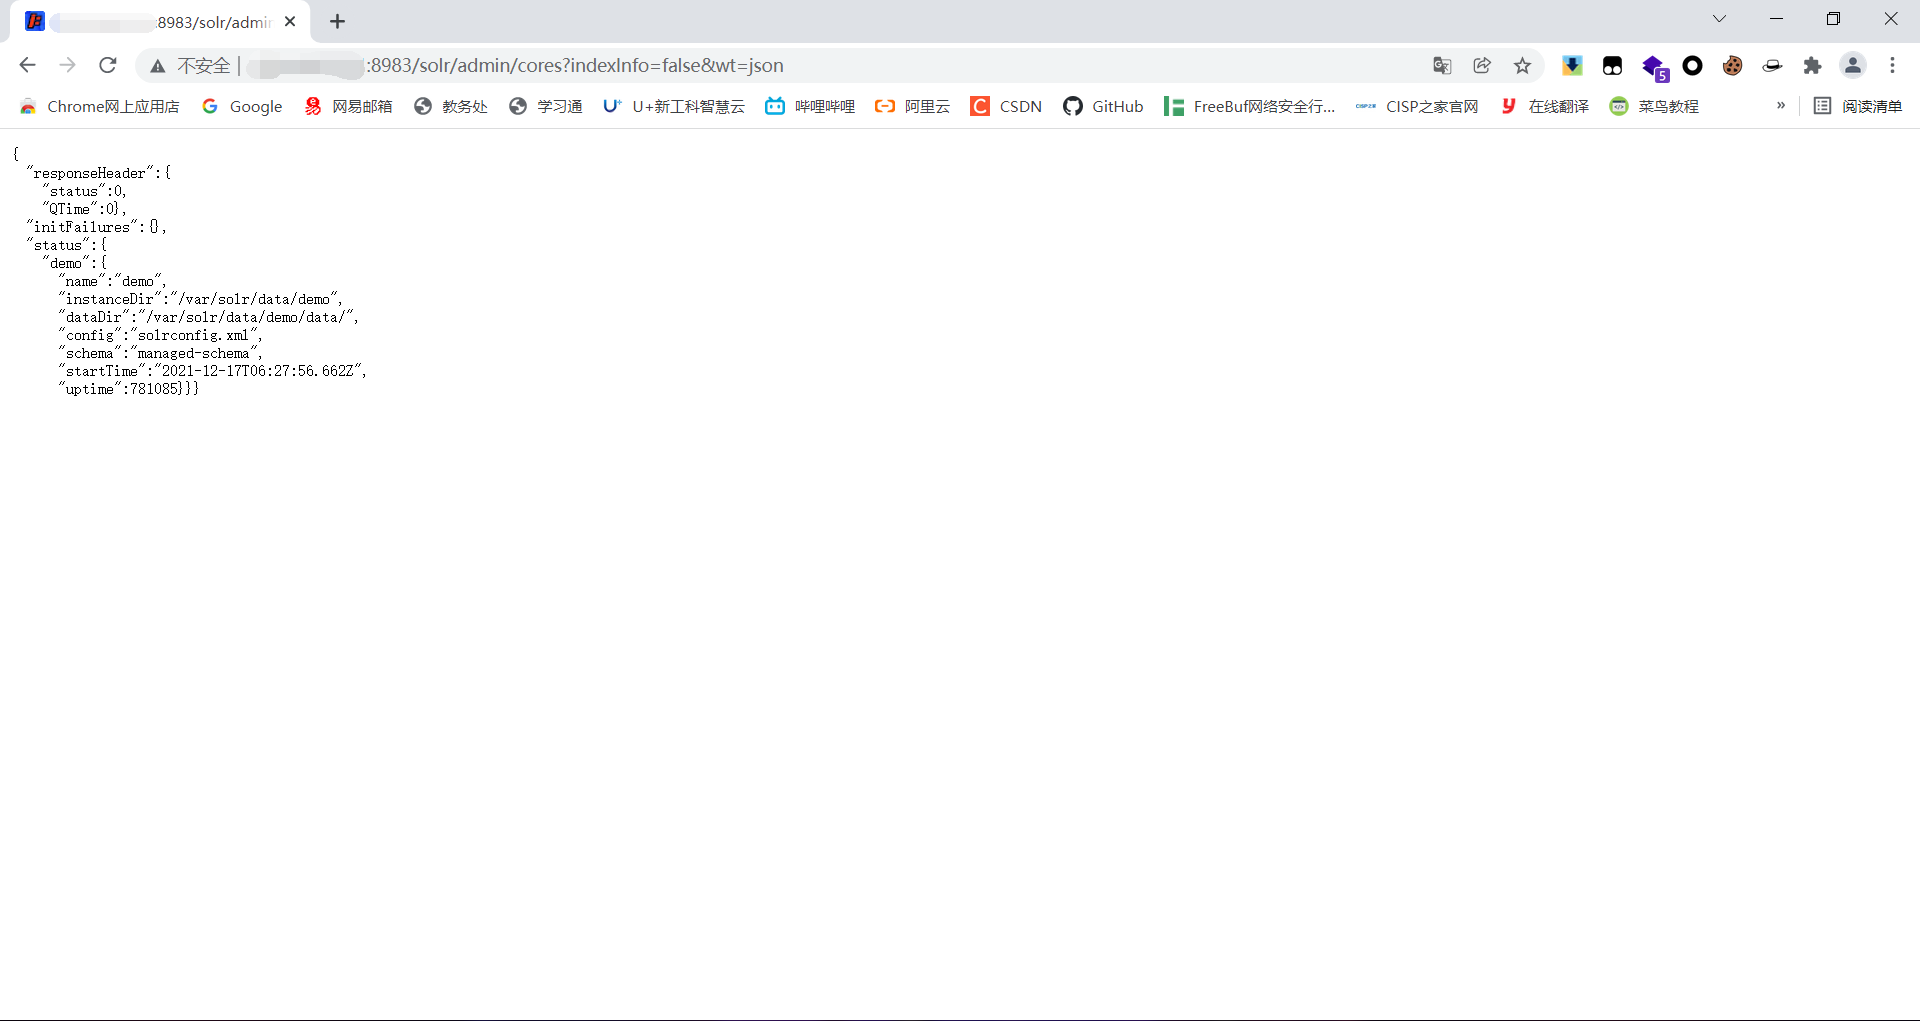 :8983/solr/admin
不安全 | :8983/solr/admin/cores?indexInfo=false&wt=json
5
Chrome网上应用店 Google 网易邮箱 教务处 学习通 U+新工科智慧云 哔哩哔哩 阿里云 CSDN GitHub FreeBuf网络安全行... CISP之家官网 在线翻译 菜鸟教程 » 阅读清单
{
"responseHeader":{
"status":0,
"QTime":0},
"initFailures":{},
"status":{
"demo":{
"name":"demo",
"instanceDir":"/var/solr/data/demo",
"dataDir":"/var/solr/data/demo/data/",
"config":"solrconfig.xml",
"schema":"managed-schema",
"startTime":"2021-12-17T06:27:56.662Z",
"uptime":781085}}}